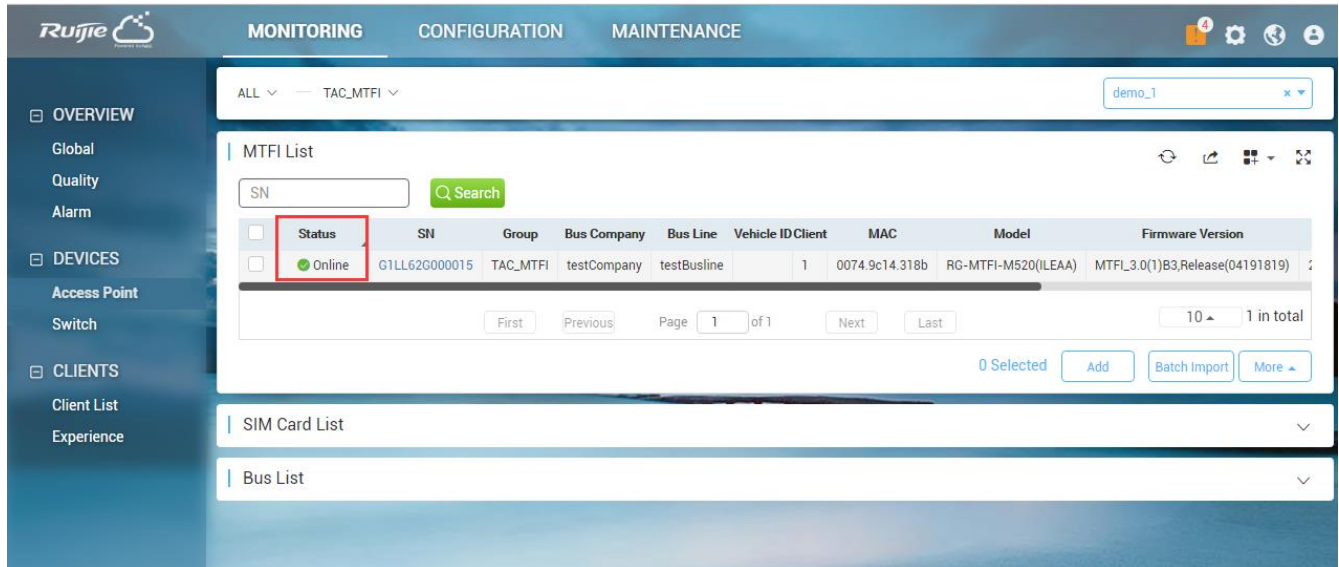 Ruijie
MONITORING CONFIGURATION MAINTENANCE
4
ALL TAC_MTFI
demo_1
OVERVIEW
Global
Quality
Alarm
DEVICES
Access Point
Switch
CLIENTS
Client List
Experience
MTFI List
SN Search
Status SN Group Bus Company Bus Line Vehicle ID Client MAC Model Firmware Version
Online G1LL62G000015 TAC_MTFI testCompany testBusline 1 0074.9c14.318b RG-MTFI-M520(ILEAA) MTFI_3.0(1)B3,Release(04191819)
First Previous Page 1 of 1 Next Last 10 1 in total
0 Selected Add Batch Import More
SIM Card List
Bus List